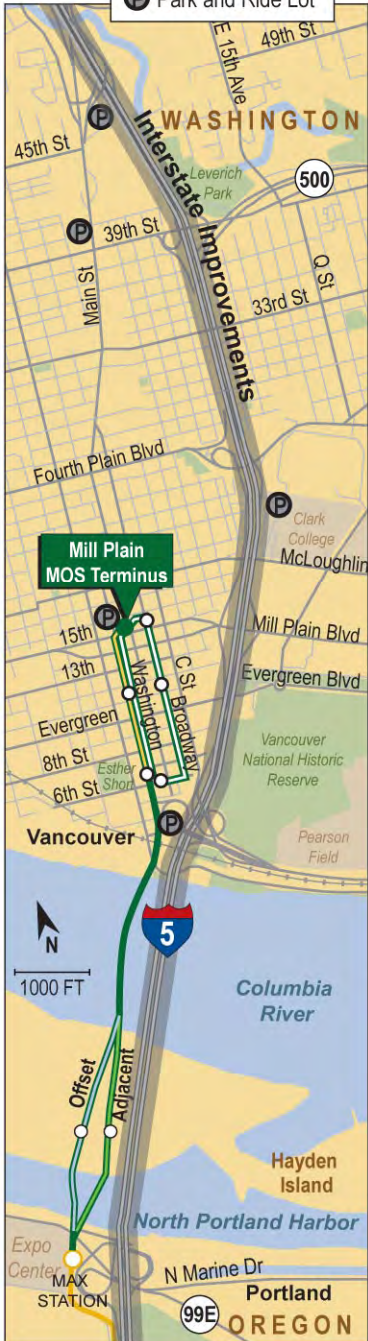 P Park and Ride Lot
E 15th Ave
49th St
WASHINGTON
P
45th St
Interstate Improvements
Leverich
Park
500
P
39th St
Main St
Q St
33rd St
Fourth Plain Blvd
P
Clark
College
Mill Plain
MOS Terminus
McLoughlin
P
15th
Mill Plain Blvd
13th
Washington
C St
Broadway
Evergreen Blvd
Evergreen
8th St
Esther
Short
6th St
Vancouver
National Historic
Reserve
P
Vancouver
Pearson
Field
N
5
1000 FT
Columbia
River
Offset
Adjacent
Hayden
Island
North Portland Harbor
Expo
Center
MAX
STATION
N Marine Dr
Portland
99E
OREGON